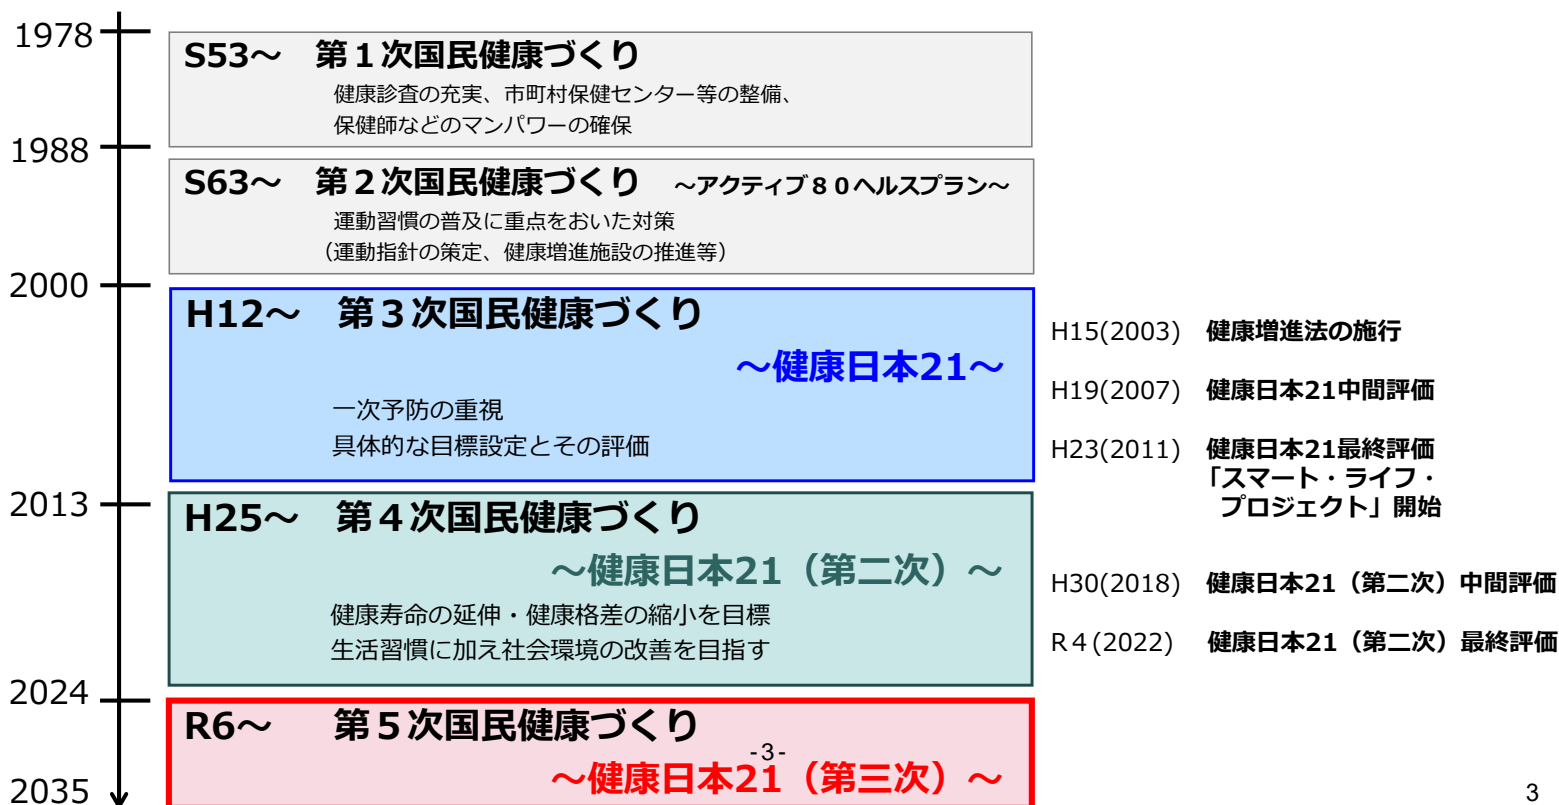 1978
S53～　第１次国民健康づくり
健康診査の充実、市町村保健センター等の整備、
保健師などのマンパワーの確保
1988
S63～　第２次国民健康づくり　～アクティブ８０ヘルスプラン～
運動習慣の普及に重点をおいた対策
（運動指針の策定、健康増進施設の推進等）
2000
H12～　第３次国民健康づくり
～健康日本21～
一次予防の重視
具体的な目標設定とその評価
H15(2003)　健康増進法の施行
H19(2007)　健康日本21中間評価
H23(2011)　健康日本21最終評価
「スマート・ライフ・
プロジェクト」開始
2013
H25～　第４次国民健康づくり
～健康日本21（第二次）～
健康寿命の延伸・健康格差の縮小を目標
生活習慣に加え社会環境の改善を目指す
H30(2018)　健康日本21（第二次）中間評価
R４(2022)　健康日本21（第二次）最終評価
2024
R6～　第５次国民健康づくり
-3-
～健康日本21（第三次）～
2035
3